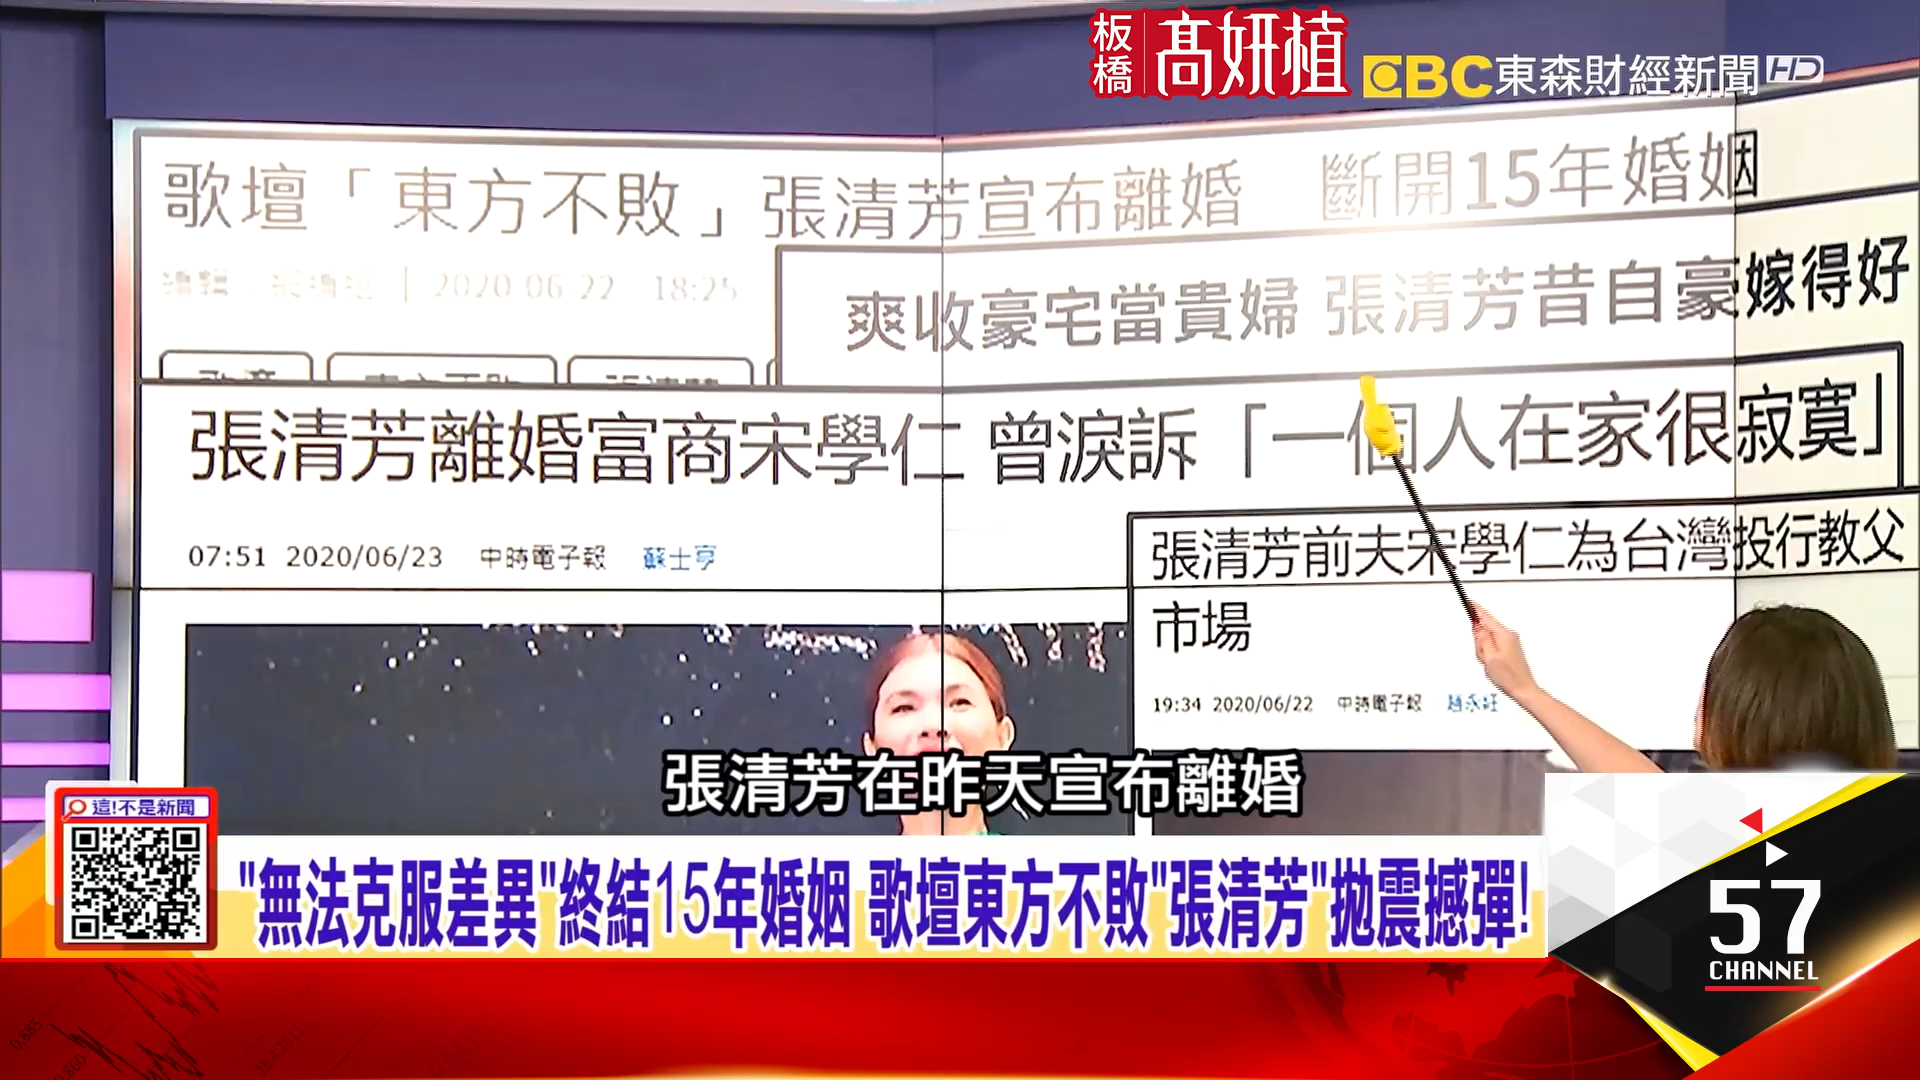 板橋 高妍植
EBC東森財經新聞HD
歌壇「東方不敗」張清芳宣布離婚 斷開15年婚姻
2020 06 22 18:25
爽收豪宅當貴婦 張清芳昔自豪嫁得好
張清芳離婚富商宋學仁 曾淚訴「一個人在家很寂寞」
07:51 2020/06/23 中時電子報 蘇士亨
張清芳前夫宋學仁為台灣投行教父
市場
19:34 2020/06/22 中時電子報
張清芳在昨天宣布離婚
這!不是新聞
"無法克服差異"終結15年婚姻 歌壇東方不敗"張清芳"拋震撼彈!
57
CHANNEL